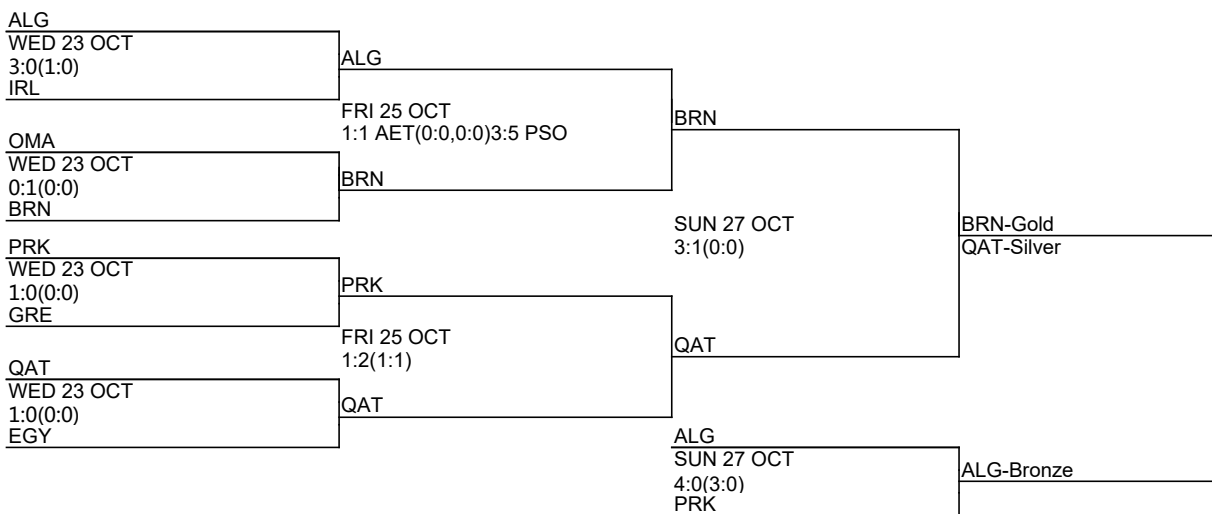 ALG
WED 23 OCT
3:0(1:0)
IRL
OMA
WED 23 OCT
0:1(0:0)
BRN
PRK
WED 23 OCT
1:0(0:0)
GRE
QAT
WED 23 OCT
1:0(0:0)
EGY
ALG
FRI 25 OCT
1:1 AET(0:0,0:0)3:5 PSO
BRN
PRK
FRI 25 OCT
1:2(1:1)
QAT
BRN
SUN 27 OCT
3:1(0:0)
QAT
ALG
SUN 27 OCT
4:0(3:0)
PRK
BRN-Gold
QAT-Silver
ALG-Bronze